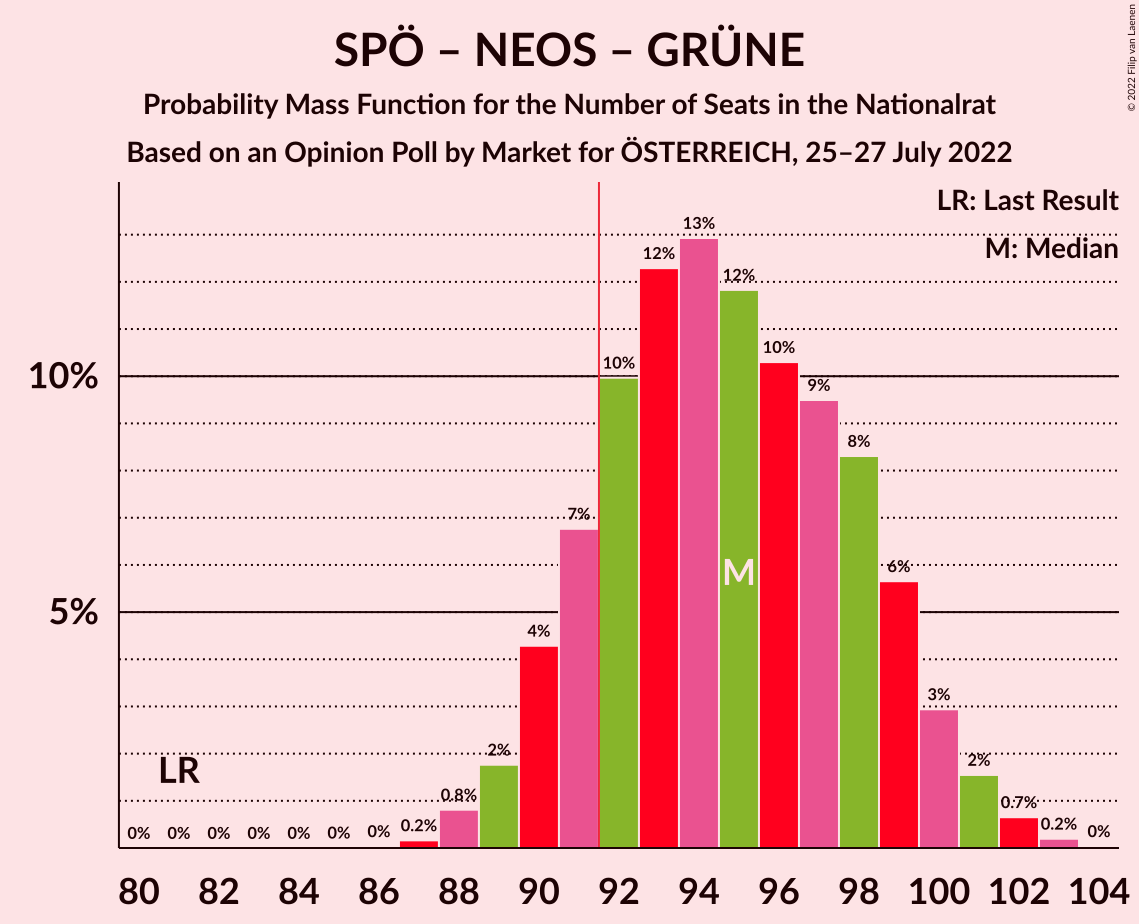 SPÖ – NEOS – GRÜNE
Probability Mass Function for the Number of Seats in the Nationalrat
Based on an Opinion Poll by Market for ÖSTERREICH, 25–27 July 2022
© 2022 Filip van Laenen
LR: Last Result
M: Median
10%
5%
0% 0% 0% 0% 0% 0% 0% 0.2% 0.8% 2% 4% 7% 10% 12% 13% 12% 10% 9% 8% 6% 3% 2% 0.7% 0.2% 0%
M
LR
80 82 84 86 88 90 92 94 96 98 100 102 104